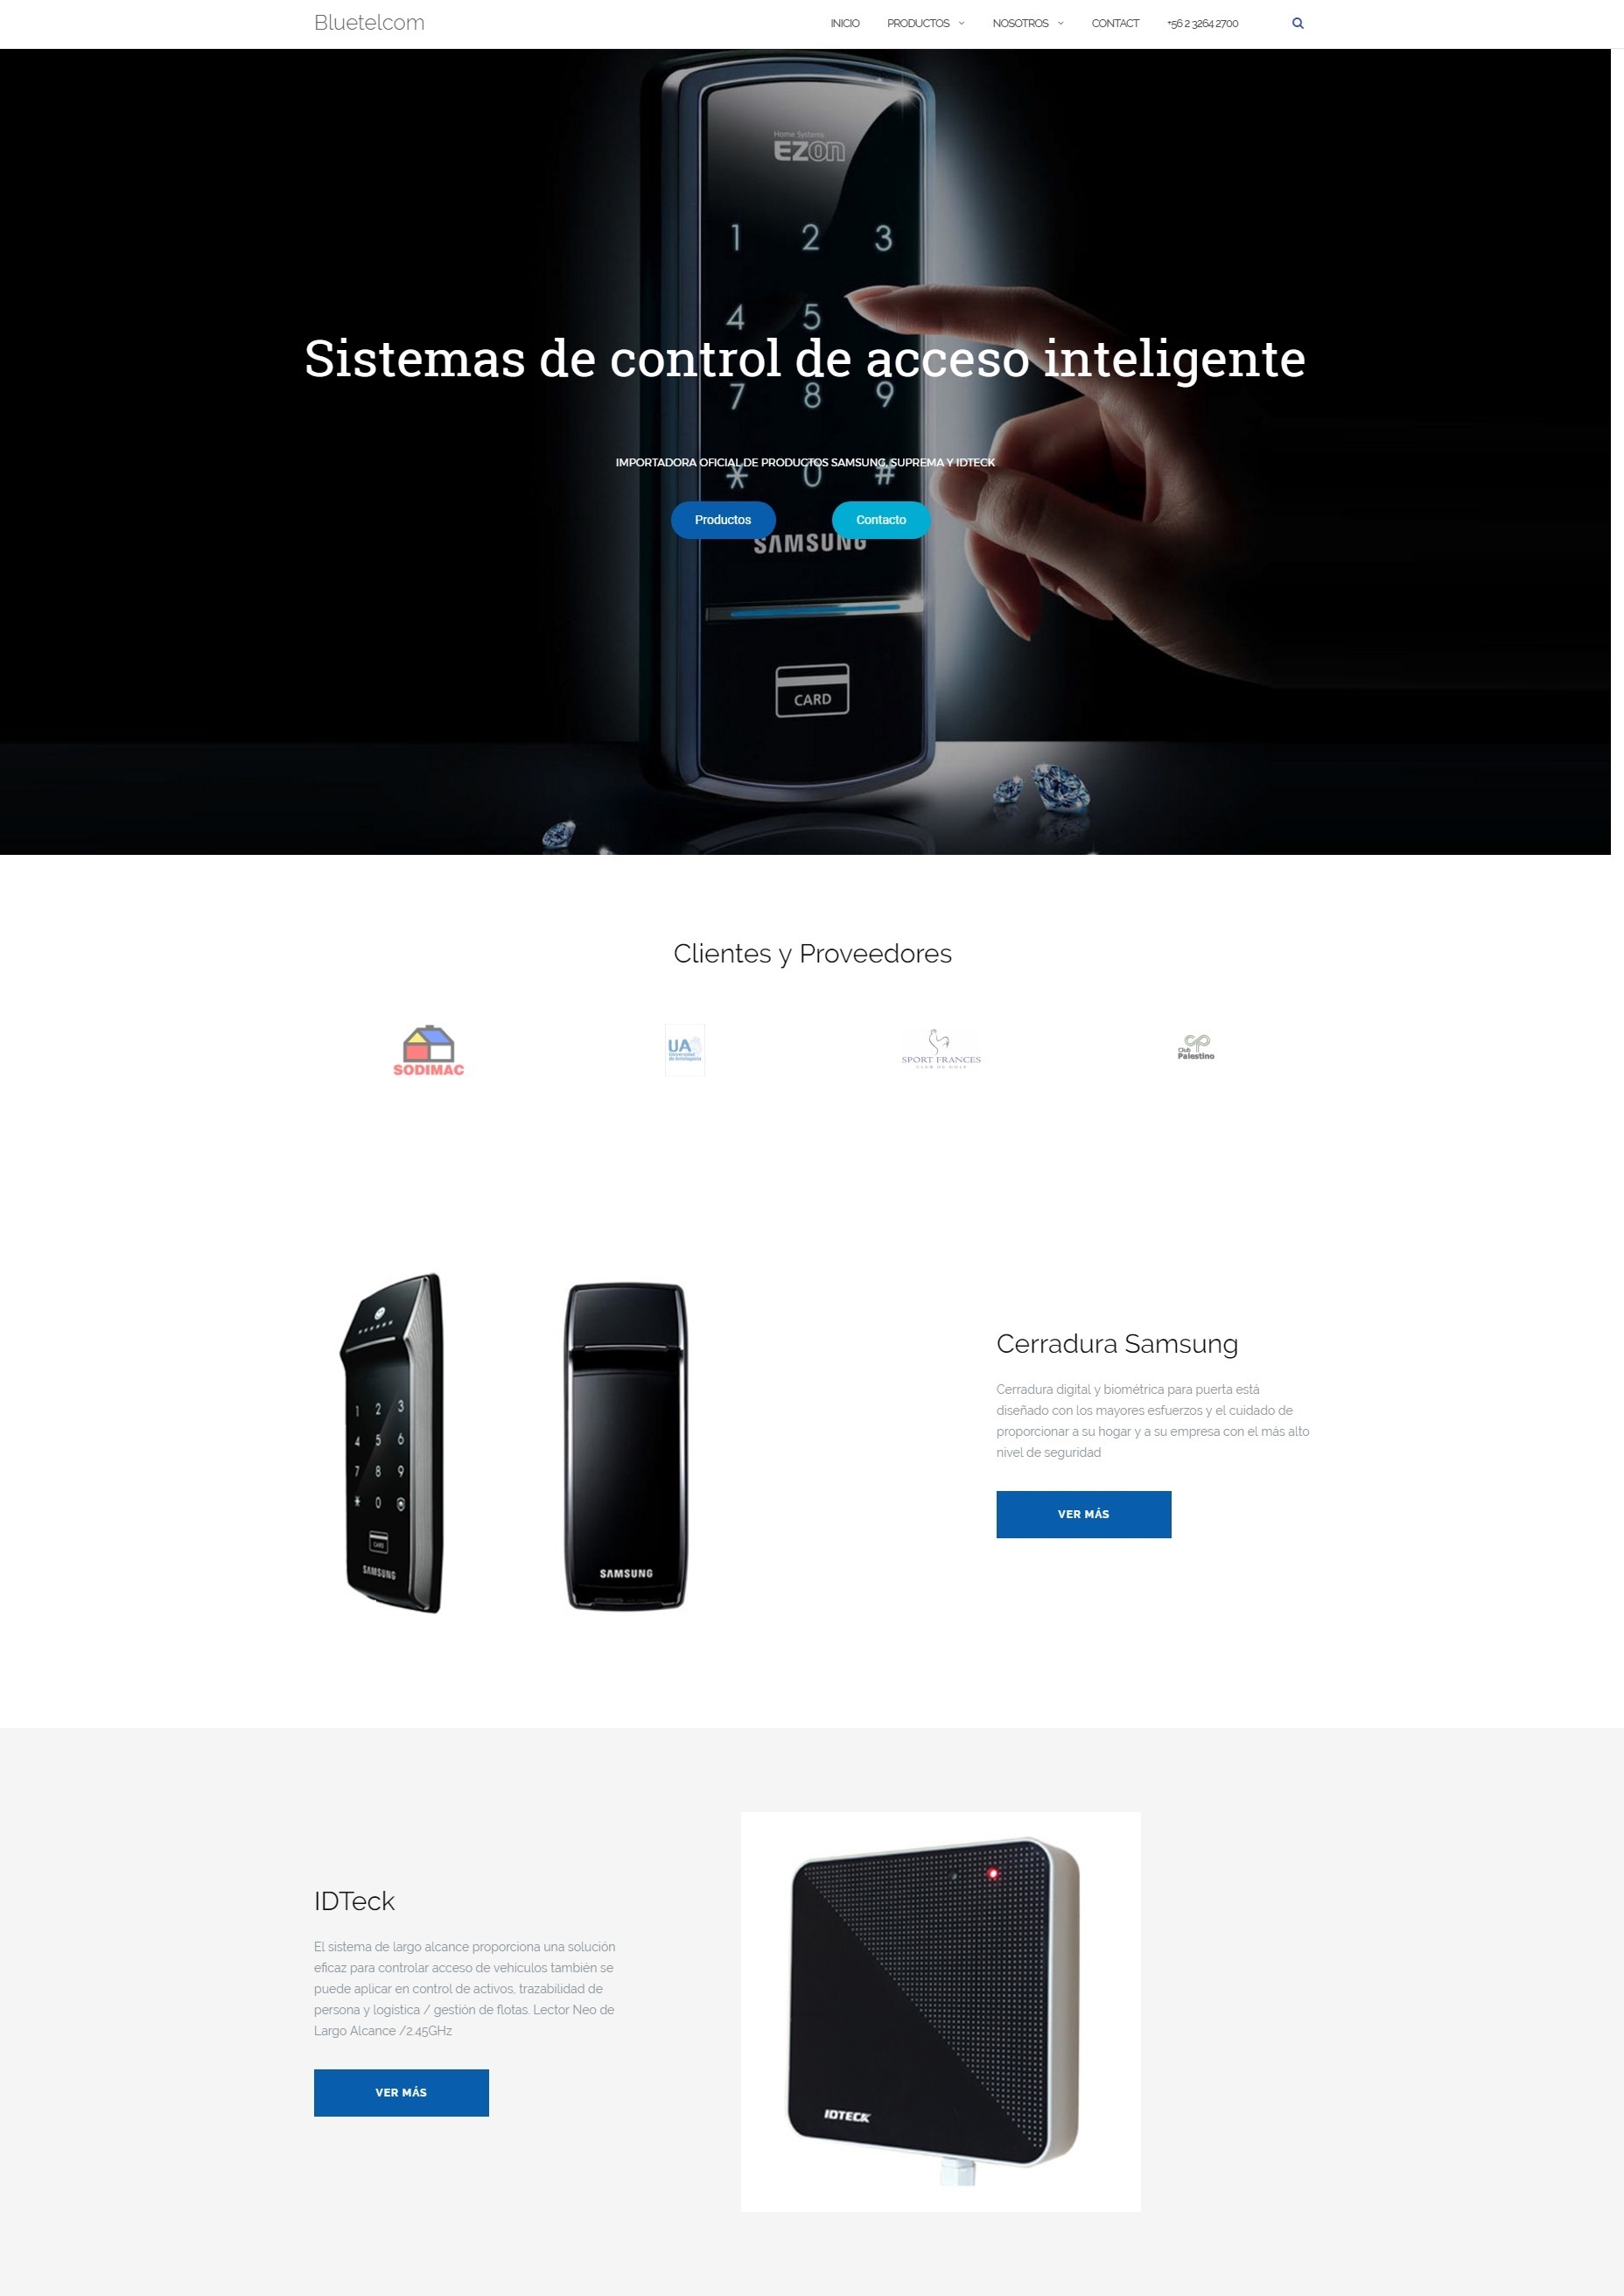 Bluetelcom
INICIO PRODUCTOS NOSOTROS CONTACT +56 2 3264 2700
Home Systems
EZon
1 2 3
4 5
Sistemas de control de acceso inteligente
7 8 9
IMPORTADORA OFICIAL DE PRODUCTOS SAMSUNG, SUPREMA Y IDTECK
* 0 #
Productos Contacto
SAMSUNG
CARD
Clientes y Proveedores
SODIMAC
UA
Universidad
de Antofagasta
SPORT FRANCES
CLUB DE GOLF
Club
Palestino
1 2 3
4 5 6
7 8 9
* 0
CARD
SAMSUNG
SAMSUNG
Cerradura Samsung
Cerradura digital y biométrica para puerta está
diseñado con los mayores esfuerzos y el cuidado de
proporcionar a su hogar y a su empresa con el más alto
nivel de seguridad
VER MÁS
IDTeck
El sistema de largo alcance proporciona una solución
eficaz para controlar acceso de vehículos también se
puede aplicar en control de activos, trazabilidad de
persona y logística / gestión de flotas. Lector Neo de
Largo Alcance /2.45GHz
VER MÁS
IDTECK